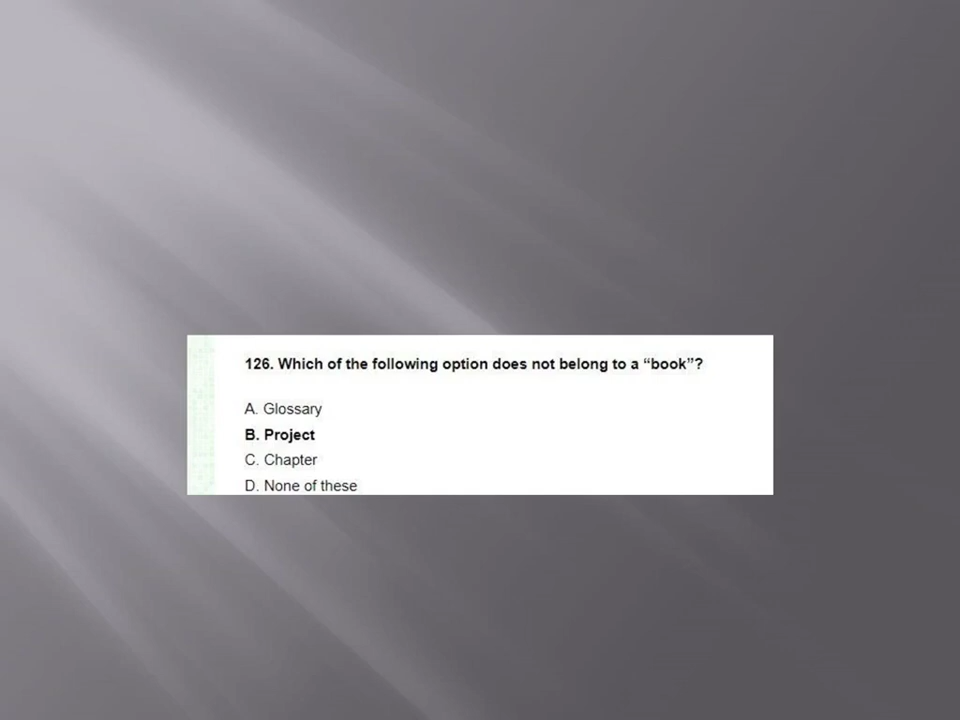 126. Which of the following option does not belong to a “book”?
A. Glossary
B. Project
C. Chapter
D. None of these